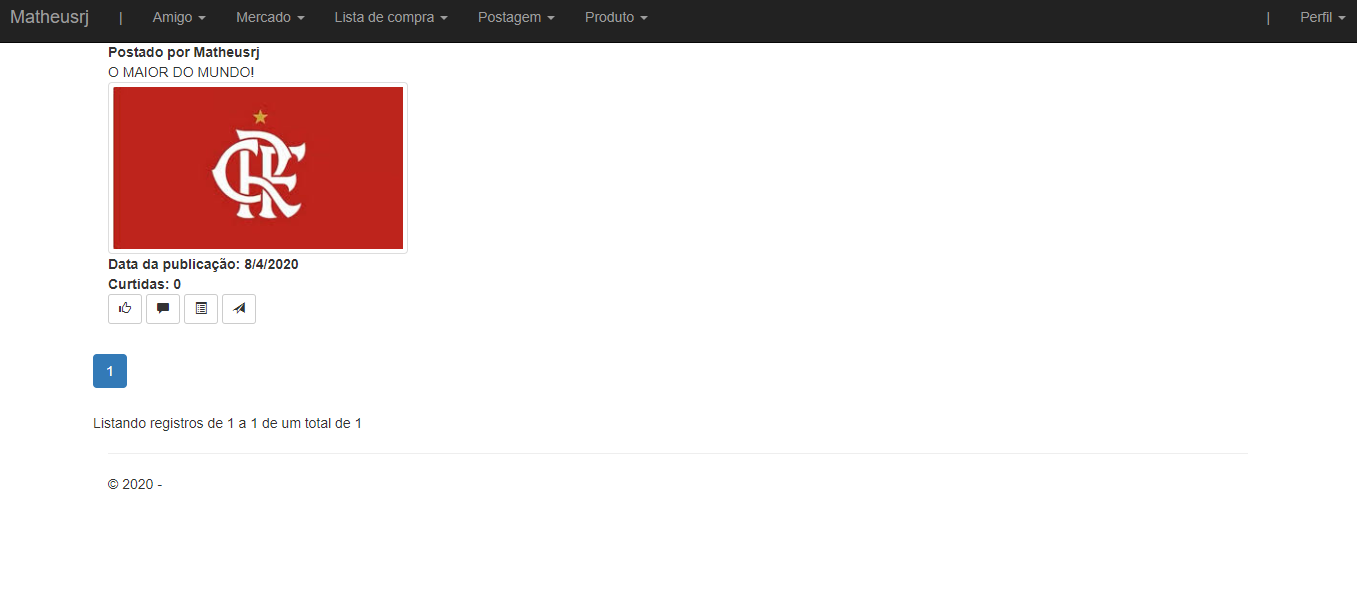 Matheusrj | Amigo Mercado Lista de compra Postagem Produto | Perfil
Postado por Matheusrj
O MAIOR DO MUNDO!
CRF
Data da publicação: 8/4/2020
Curtidas: 0
1
Listando registros de 1 a 1 de um total de 1
© 2020 -